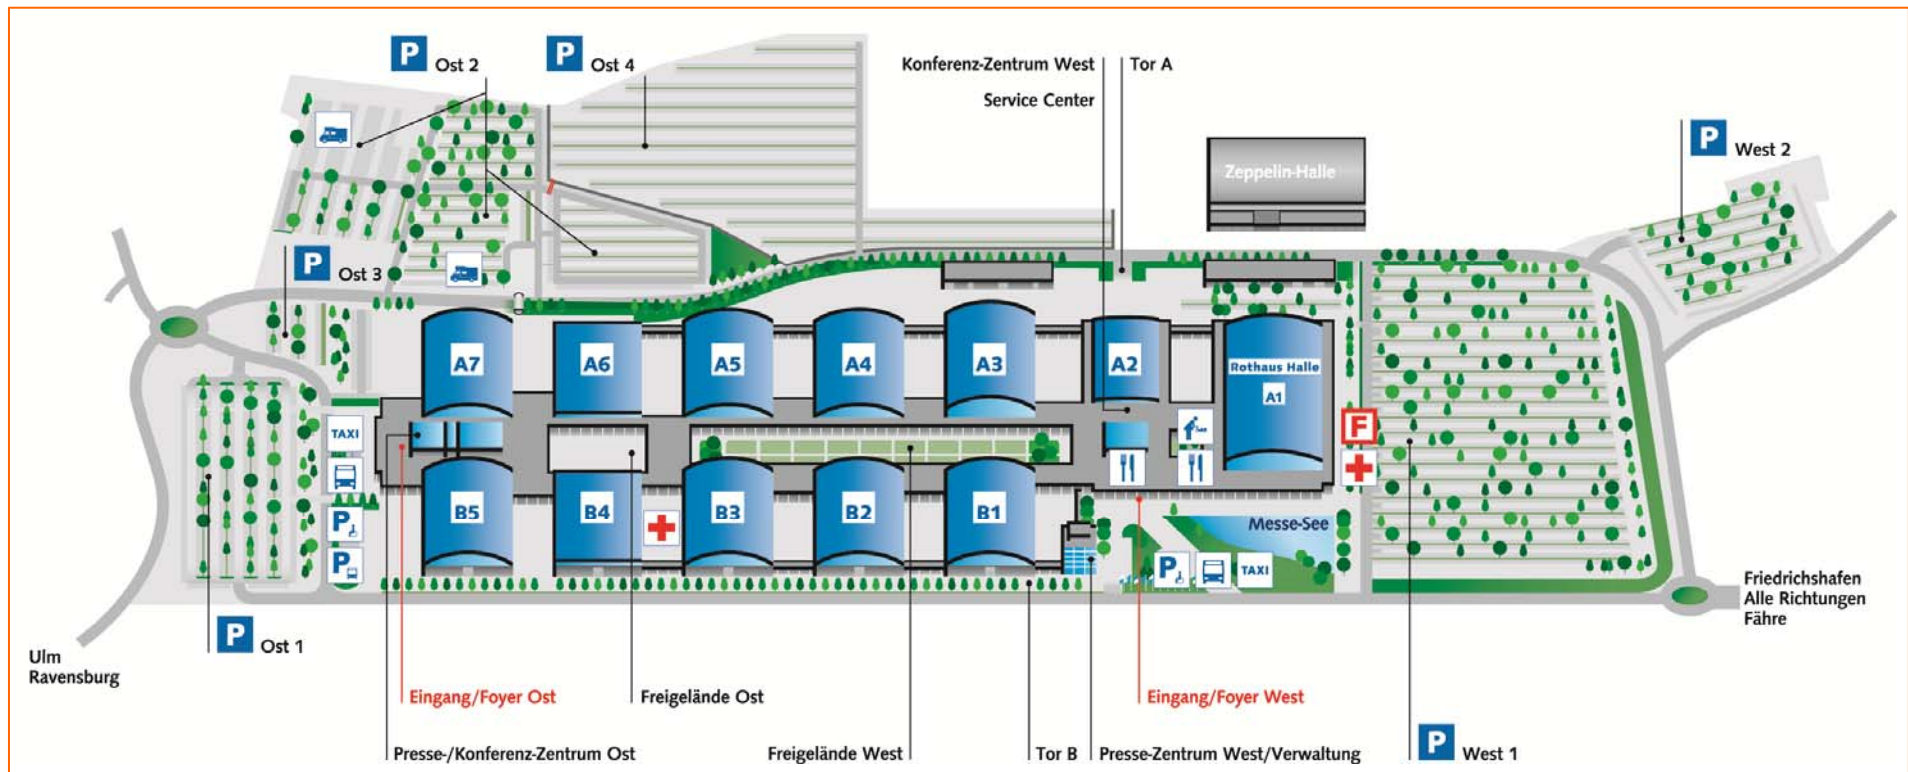 P Ost 2
P Ost 4
Konferenz-Zentrum West
Service Center
Tor A
P West 2
Zeppelin-Halle
P Ost 3
A7
A6
A5
A4
A3
A2
Rothaus Halle
A1
TAXI
F
B5
B4
B3
B2
B1
Messe-See
P
P
P
TAXI
Friedrichshafen
Alle Richtungen
Fähre
P Ost 1
Ulm
Ravensburg
Eingang/Foyer Ost
Freigelände Ost
Eingang/Foyer West
Presse-/Konferenz-Zentrum Ost
Freigelände West
Tor B
Presse-Zentrum West/Verwaltung
P West 1